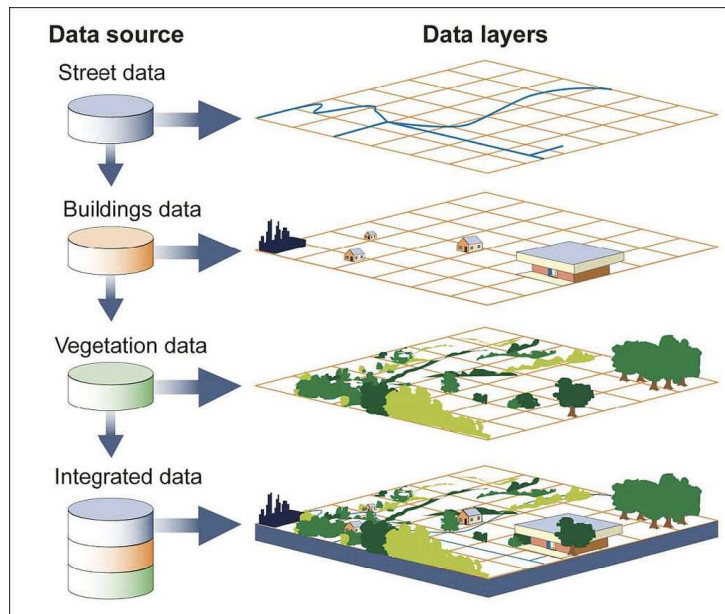 Data source
Data layers
Street data
Buildings data
Vegetation data
Integrated data